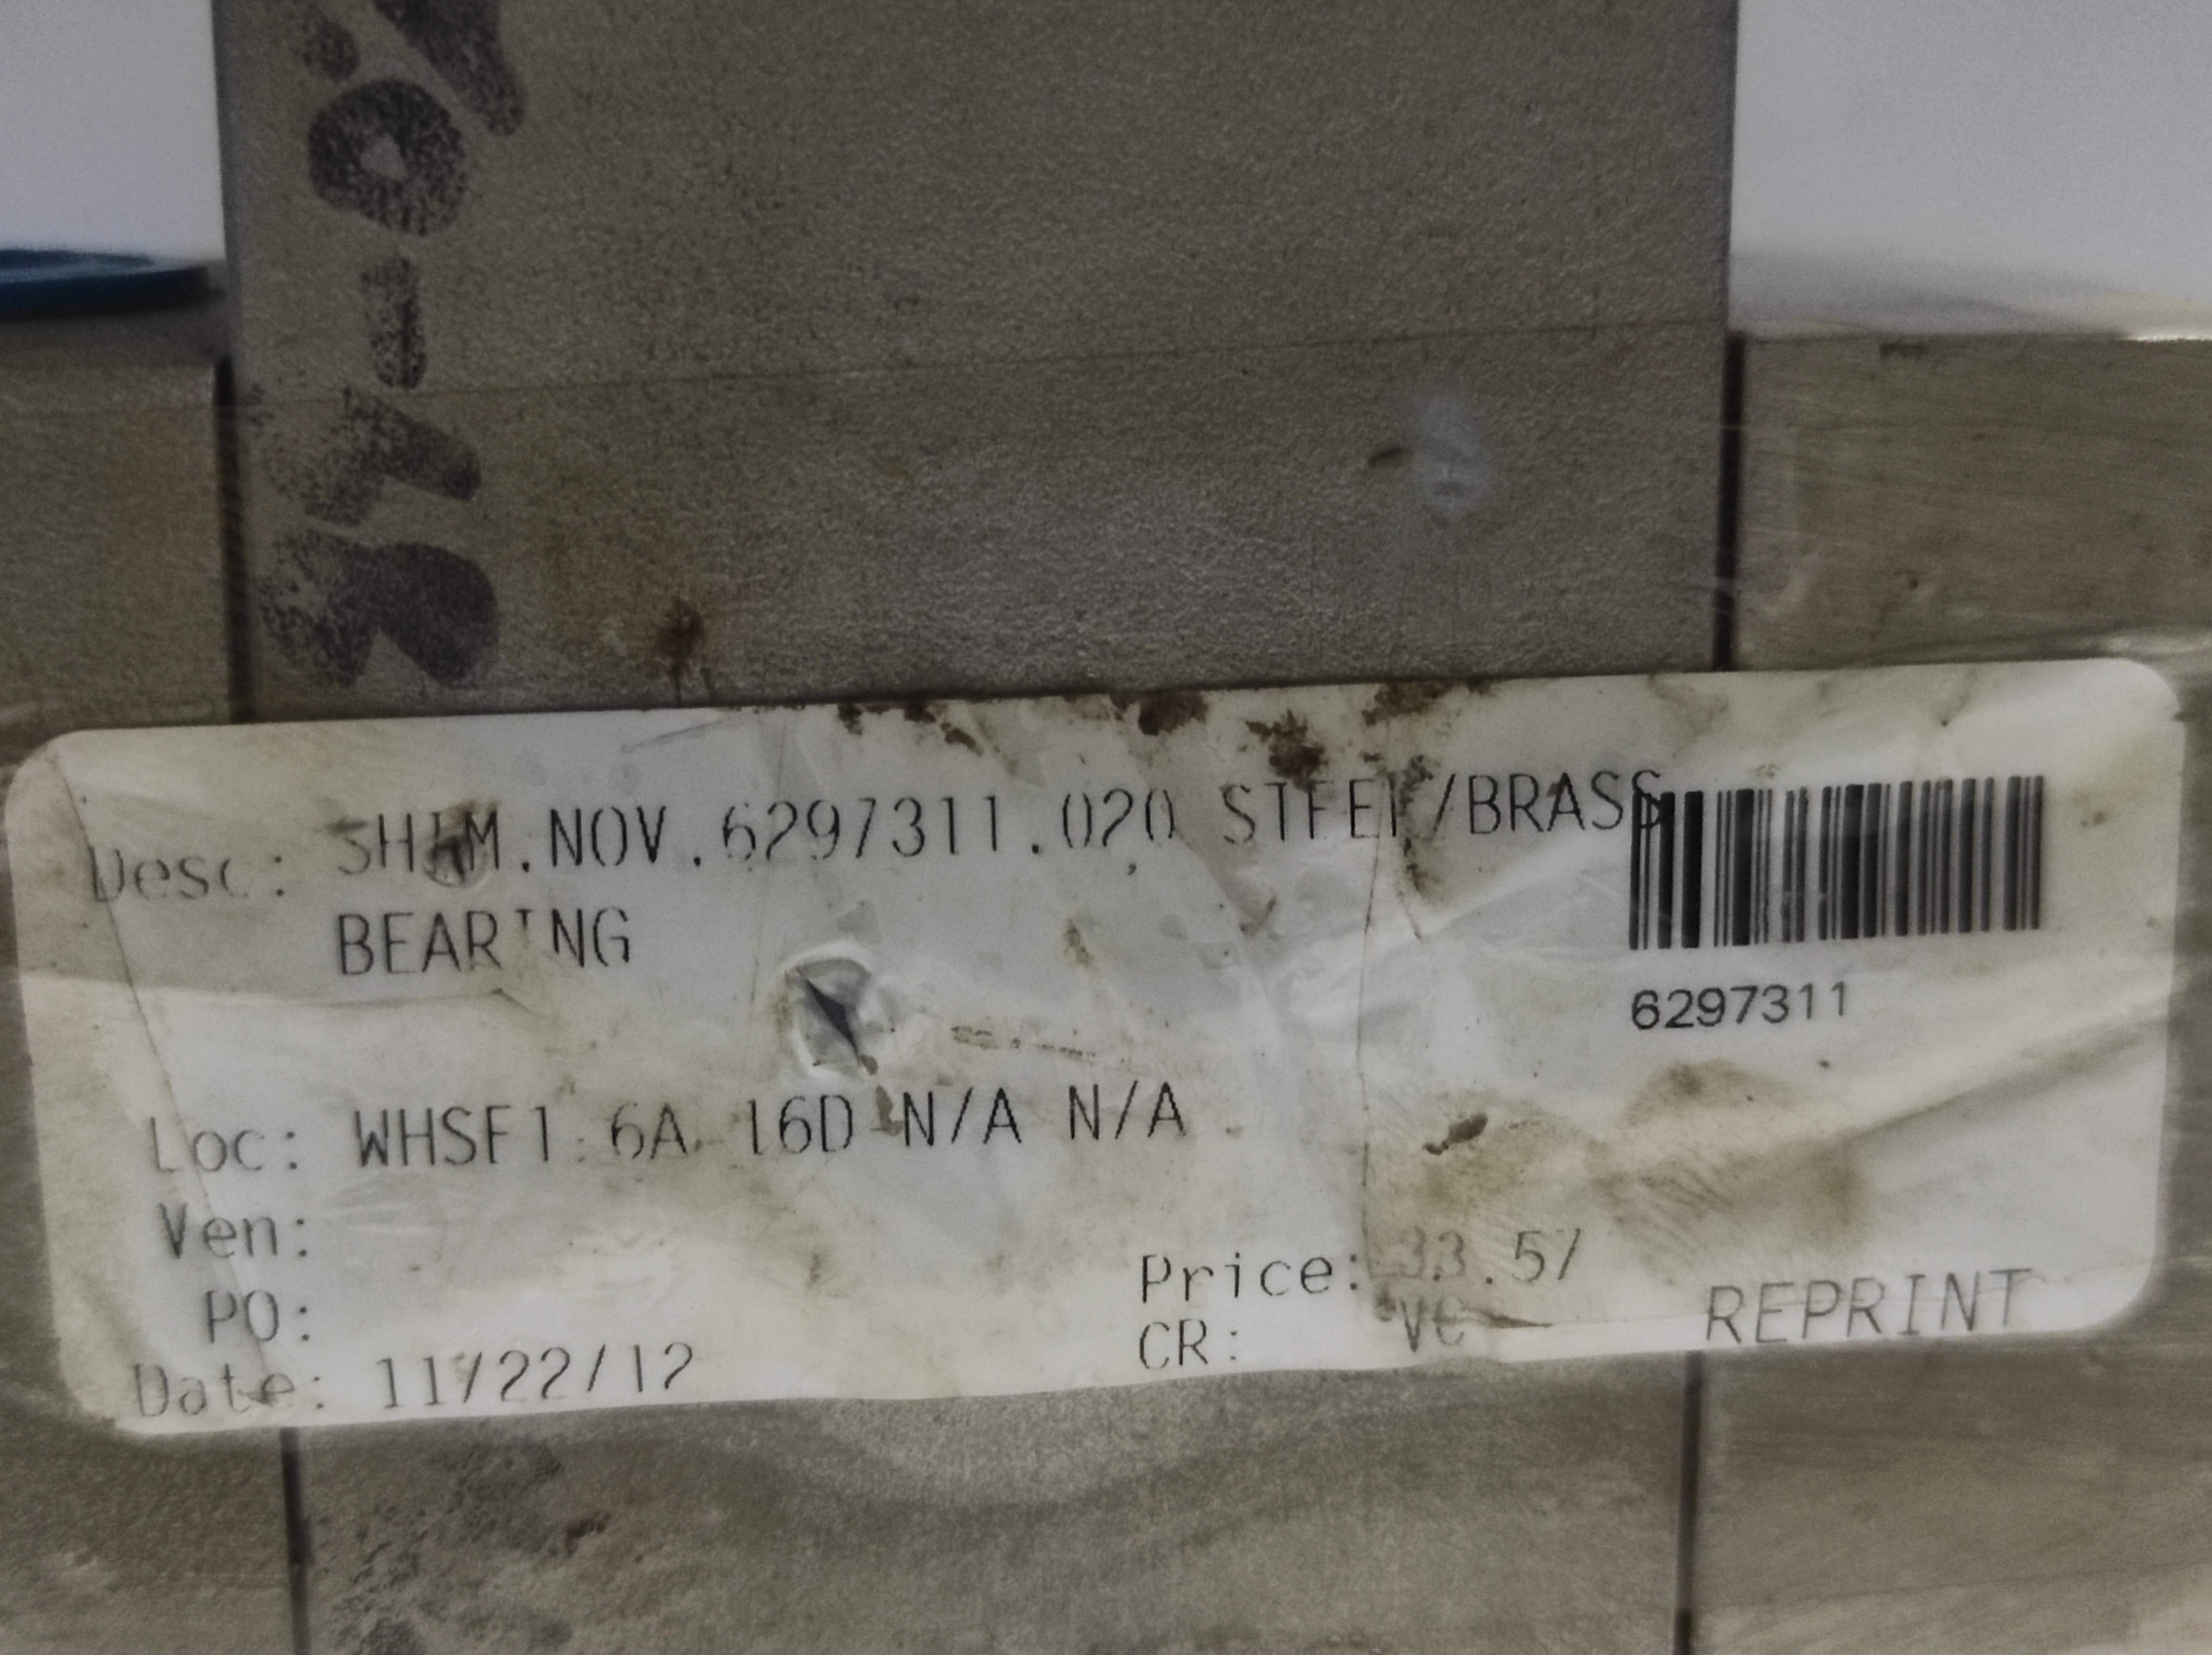 Desc: SHIM.NOV.6297311.020 STEEL/BRASS
BEARING
6297311
Loc: WHSF1 6A 16D N/A N/A
Ven:
PO:
Price: 33.57
CR:
REPRINT
Date: 11/22/12